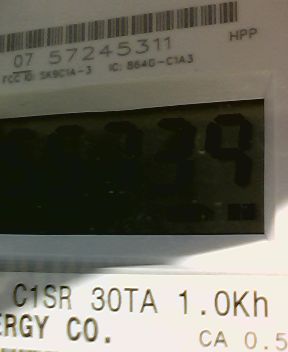 HPP
07 57245311
FCC ID: SK9C1A-3 IC: 864G-C1A3
39
C1SR 30TA 1.0Kh
ERGY CO.
CA 0.5